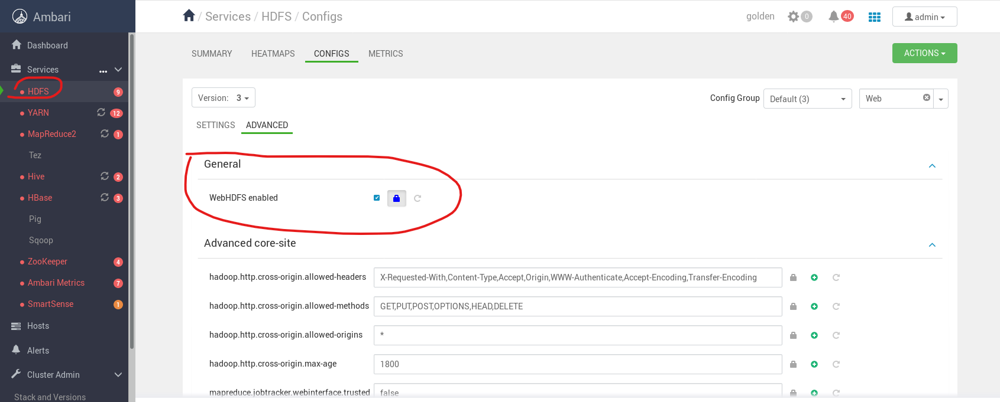 Ambari
/ Services / HDFS / Configs
golden
0
40
admin
Dashboard
Services
...
HDFS
9
YARN
12
MapReduce2
1
Tez
Hive
2
HBase
3
Pig
Sqoop
ZooKeeper
4
Ambari Metrics
7
SmartSense
1
Hosts
Alerts
Cluster Admin
Stack and Versions
SUMMARY
HEATMAPS
CONFIGS
METRICS
ACTIONS
Version: 3
Config Group
Default (3)
Web
SETTINGS
ADVANCED
General
WebHDFS enabled
Advanced core-site
hadoop.http.cross-origin.allowed-headers
X-Requested-With,Content-Type,Accept,Origin,WWW-Authenticate,Accept-Encoding,Transfer-Encoding
hadoop.http.cross-origin.allowed-methods
GET,PUT,POST,OPTIONS,HEAD,DELETE
hadoop.http.cross-origin.allowed-origins
*
hadoop.http.cross-origin.max-age
1800
mapreduce.jobtracker.webinterface.trusted
false